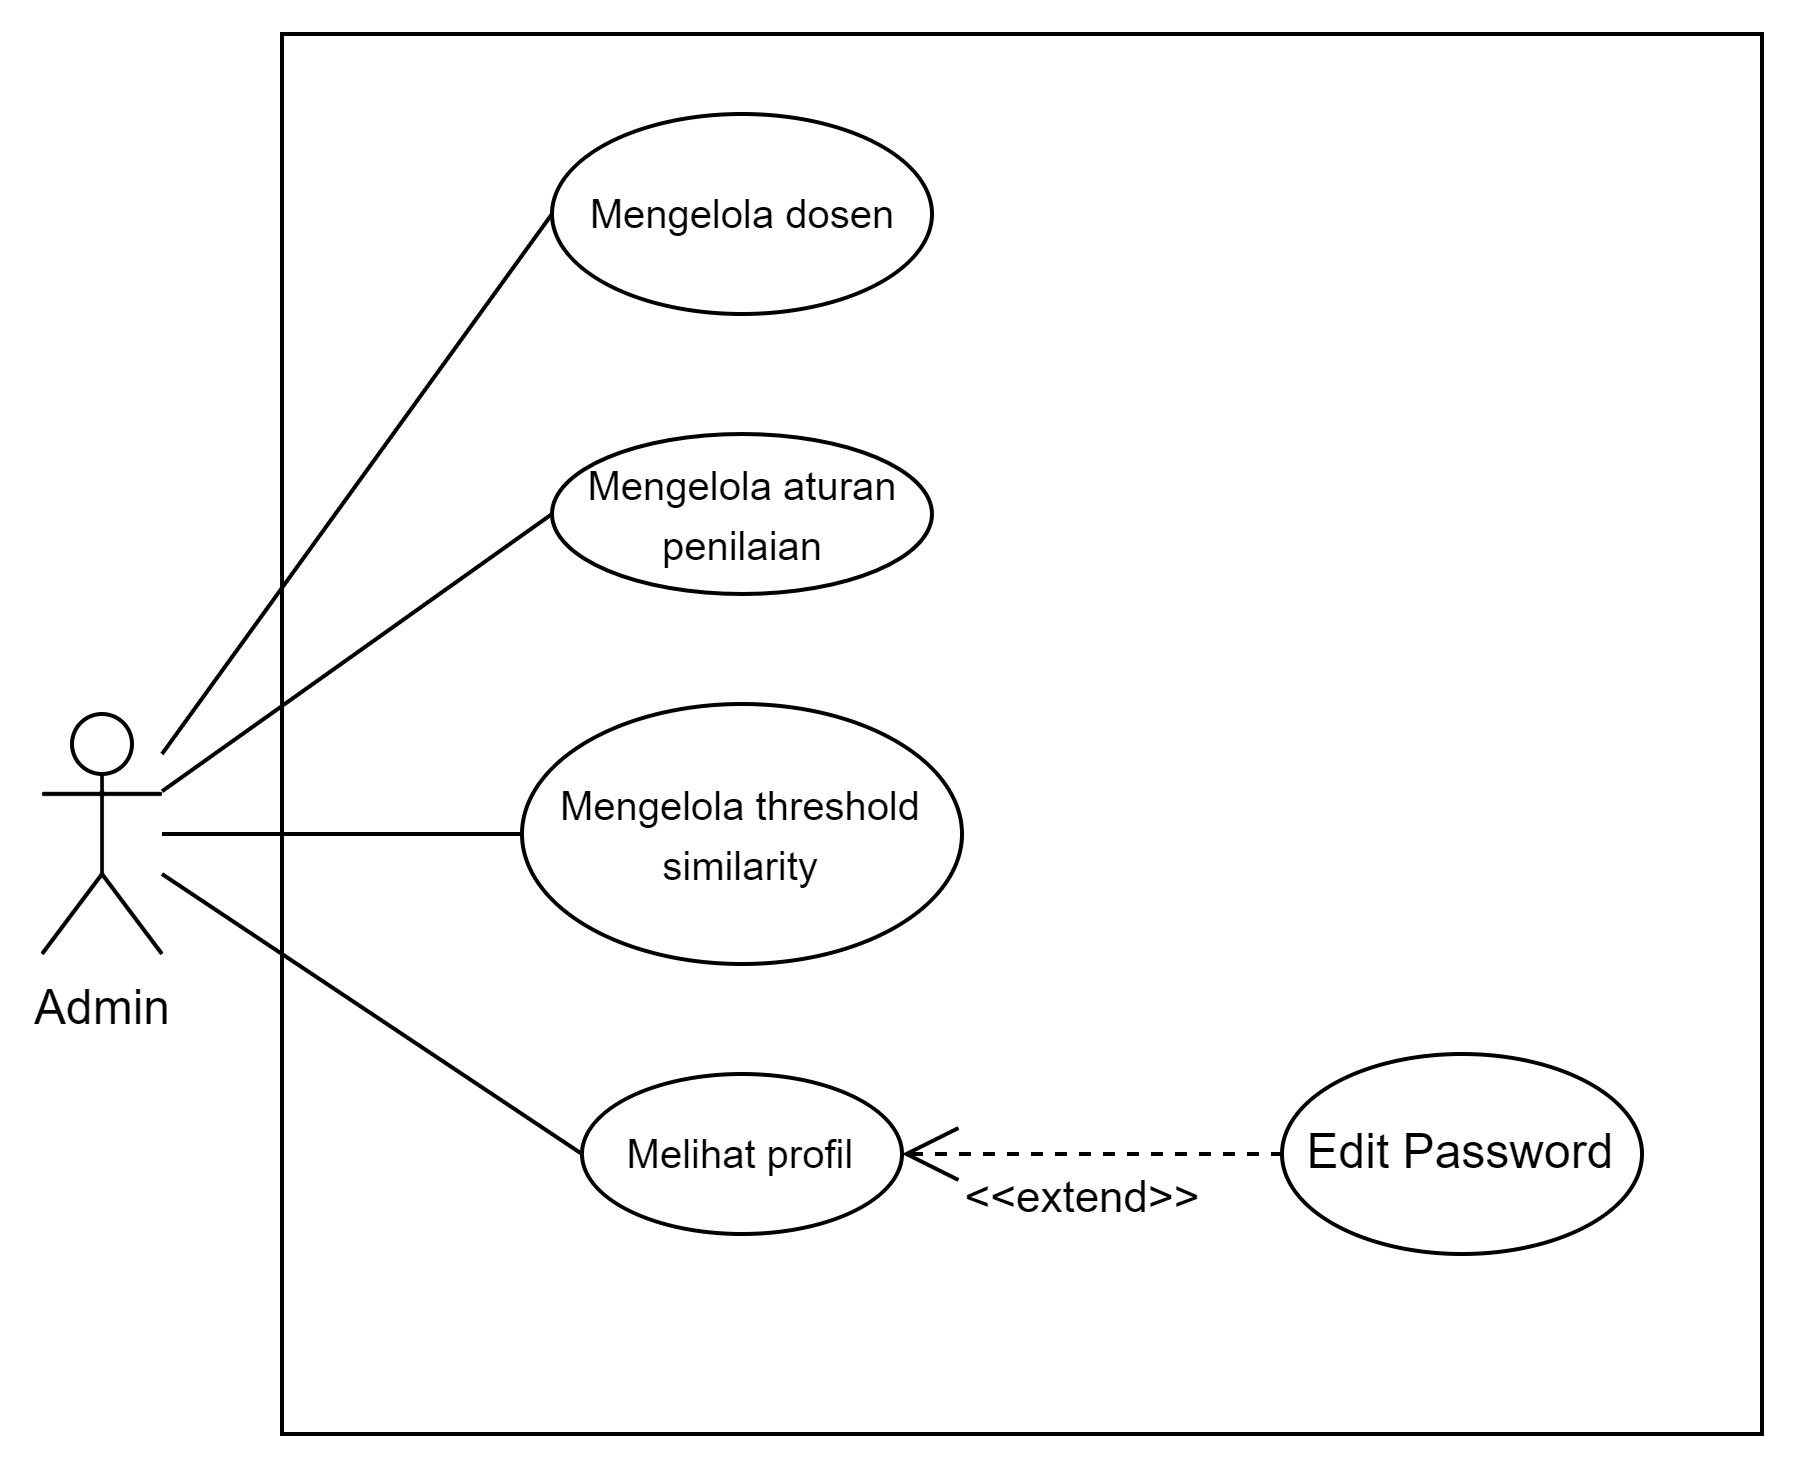 Mengelola dosen
Mengelola aturan
penilaian
Mengelola threshold
similarity
Admin
Melihat profil
<<extend>>
Edit Password